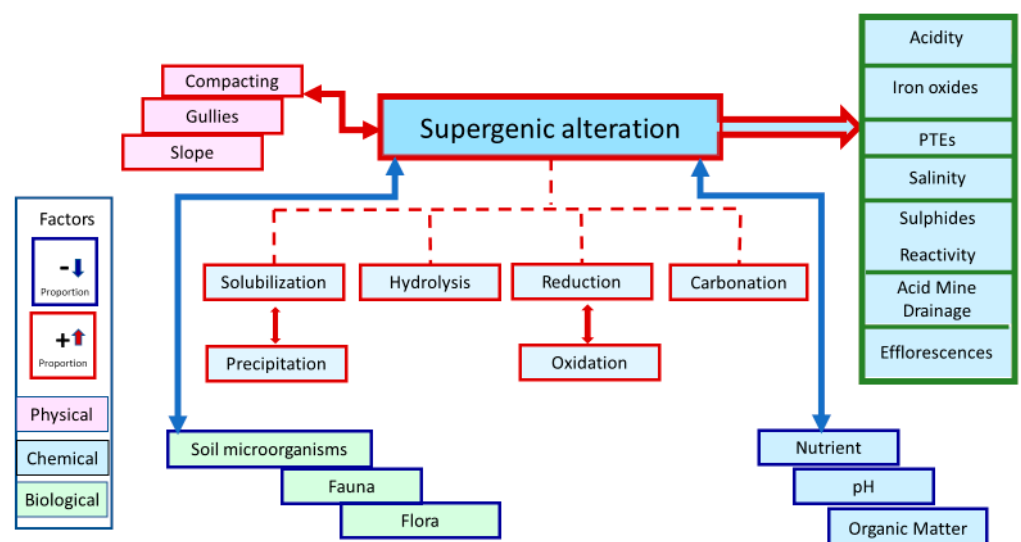 Acidity
Compacting
Iron oxides
Gullies
Supergenic alteration
PTEs
Slope
Salinity
Factors
Sulphides
Reactivity
-
Proportion
Solubilization
Hydrolysis
Reduction
Carbonation
Acid Mine
Drainage
+
Proportion
Precipitation
Oxidation
Efflorescences
Physical
Chemical
Biological
Soil microorganisms
Nutrient
Fauna
pH
Flora
Organic Matter